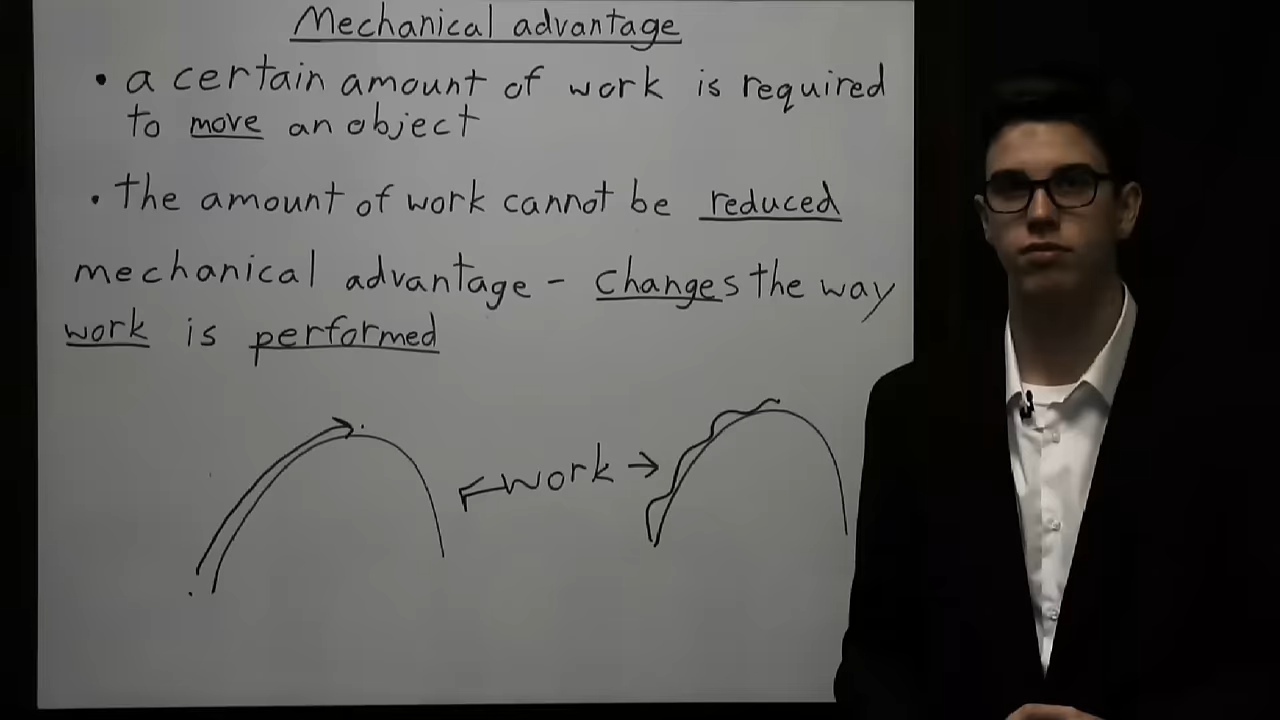 Mechanical advantage
• a certain amount of work is required
to move an object
• the amount of work cannot be reduced
mechanical advantage - changes the way
work is performed
work